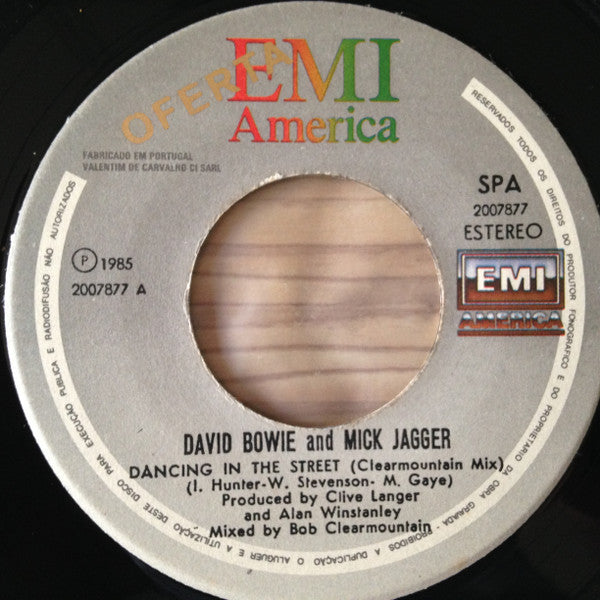 OFERTA
EMI
America
FABRICADO EM PORTUGAL
VALENTIM DE CARVALHO CI SARL
SPA
2007877
ESTEREO
Ⓟ 1985
2007877 A
EMI
AMERICA
DAVID BOWIE and MICK JAGGER
DANCING IN THE STREET (Clearmountain Mix)
(I. Hunter-W. Stevenson- M. Gaye)
Produced by Clive Langer
and Alan Winstanley
Mixed by Bob Clearmountain
RESERVADOS TODOS OS DIREITOS DO PRODUTOR FONOGRAFICO E DO PROPRIETARIO DA OBRA GRAVADA - PROIBIDOS A DUPLICAÇÃO O ALUGUER E A UTILIZAÇÃO DESTE DISCO PARA EXECUÇÃO PUBLICA E RADIODIFUSÃO NÃO AUTORIZADOS